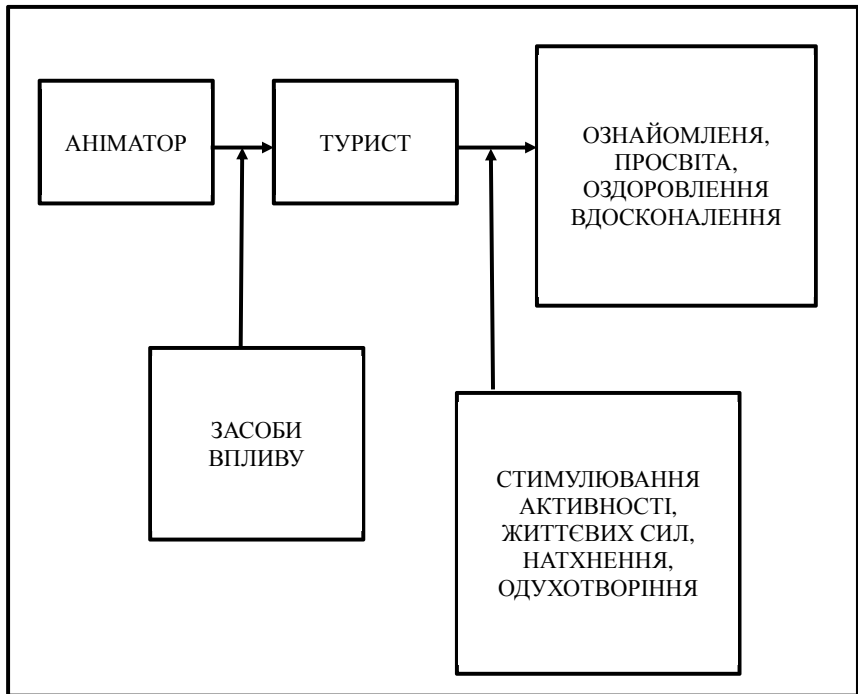 АНІМАТОР
ТУРИСТ
ОЗНАЙОМЛЕНЯ,
ПРОСВІТА,
ОЗДОРОВЛЕННЯ
ВДОСКОНАЛЕННЯ
ЗАСОБИ
ВПЛИВУ
СТИМУЛЮВАННЯ
АКТИВНОСТІ,
ЖИТТЄВИХ СИЛ,
НАТХНЕННЯ,
ОДУХОТВОРІННЯ